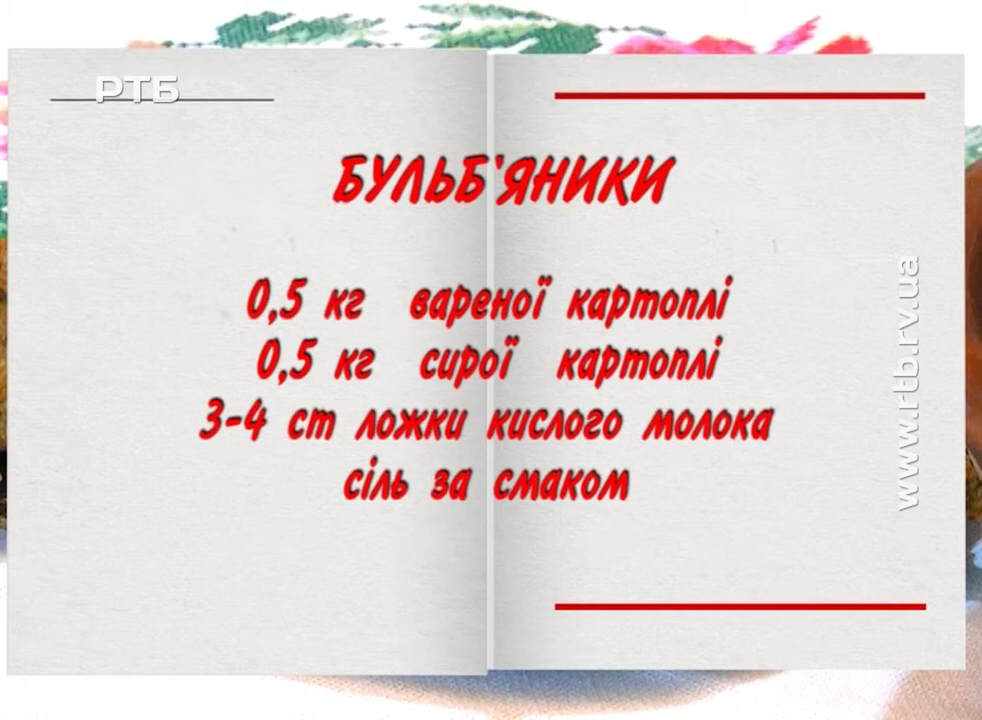 РТБ
БУЛЬБ'ЯНИКИ
0,5 кг вареної картоплі
0,5 кг сирої картоплі
3-4 ст ложки кислого молока
сіль за смаком
www.rtb.rv.ua